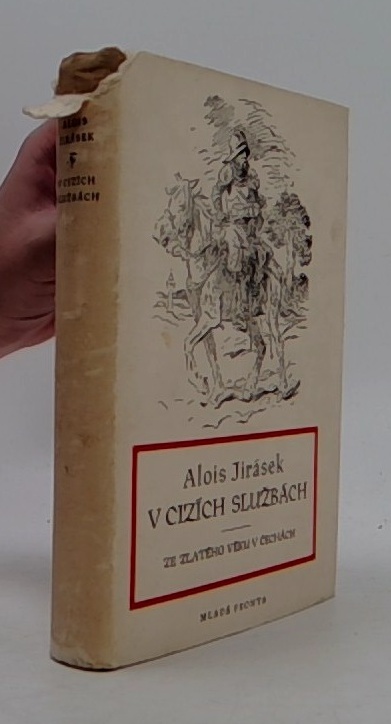 ALOIS
JIRÁSEK
V CIZÍCH
SLUŽBÁCH
Alois Jirásek
V CIZÍCH SLUŽBÁCH
ZE ZLATÉHO VĚKU V ČECHÁCH
MLADÁ FRONTA